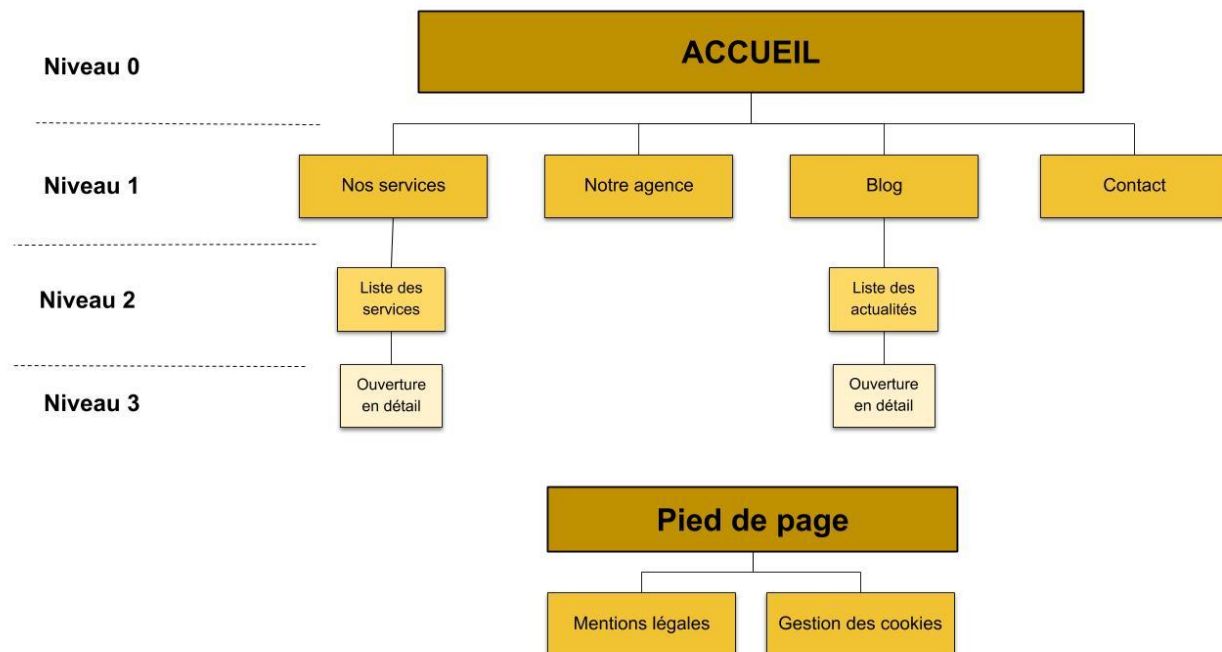 ACCUEIL
Niveau 0
Niveau 1
Nos services
Notre agence
Blog
Contact
Niveau 2
Liste des
services
Liste des
actualités
Niveau 3
Ouverture
en détail
Ouverture
en détail
Pied de page
Mentions légales
Gestion des cookies